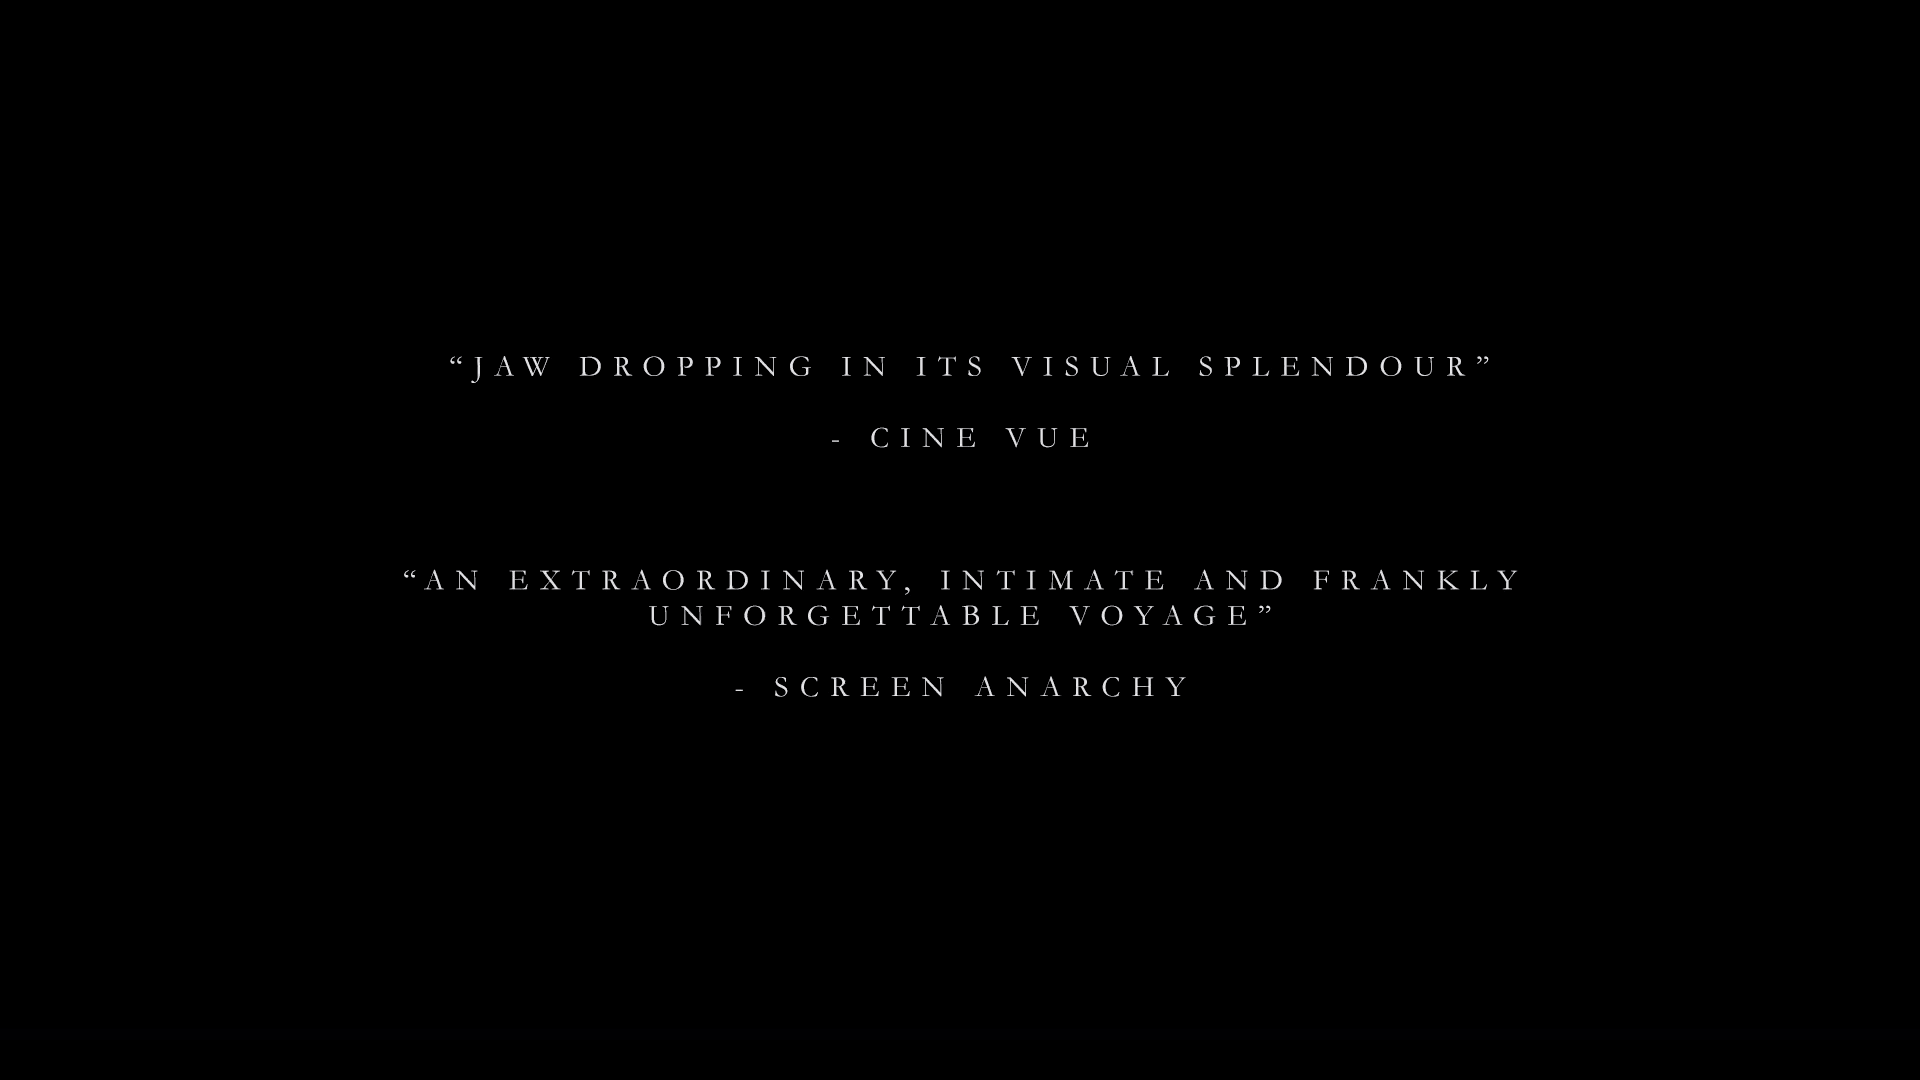 “JAW DROPPING IN ITS VISUAL SPLENDOUR”
- CINE VUE
“AN EXTRAORDINARY, INTIMATE AND FRANKLY
UNFORGETTABLE VOYAGE”
- SCREEN ANARCHY